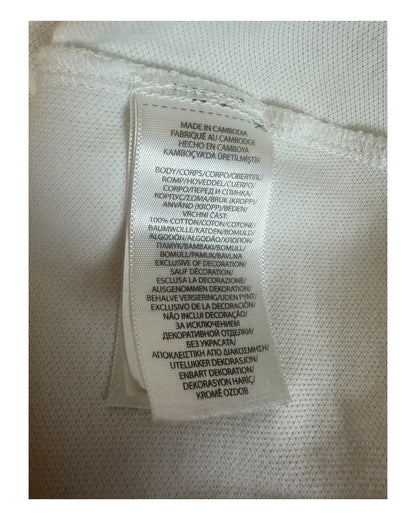 MADE IN CAMBODIA
FABRIQUÉ AU CAMBODGE
HECHO EN CAMBOYA
KAMBOÇYA'DA ÜRETİLMİŞTİR
BODY/CORPS/CORPO/OBERTEIL/
ROMP/HOVEDDEL/CUERPO/
CORPO/ПЕРЕД И СПИНКА/
ΚΟΡΠΥС/ΣΩΜΑ/BRUK (KROPP)/
ANVÄND (KROPP)/BEDEN/
VRCHNÍ ČÁST:
100% COTTON/COTON/COTONE/
BAUMWOLLE/KATOEN/BOMULD/
ALGODÓN/ALGODÃO/ХЛОПОК/
ПАМУК/ΒΑΜΒΑΚΙ/BOMULL/
BOMULL/PAMUK/BAVLNA
EXCLUSIVE OF DECORATION/
SAUF DÉCORATION/
ESCLUSA LA DECORAZIONE/
AUSGENOMMEN DEKORATION/
BEHALVE VERSIERING/UDEN PYNT/
EXCLUSIVO DE LA DECORACIÓN/
NÃO INCLUI DECORAÇÃO/
ЗА ИСКЛЮЧЕНИЕМ
ДЕКОРАТИВНОЙ ОТДЕЛКИ/
БЕЗ УКРАСАТА/
ΑΠΟΚΛΕΙΣΤΙΚΗ ΑΠΟ ΔΙΑΚΟΣΜΗΣΗ/
UTELUKKER DEKORASJON/
ENBART DEKORATION/
DEKORASYON HARİÇ/
KROMĚ OZDOB